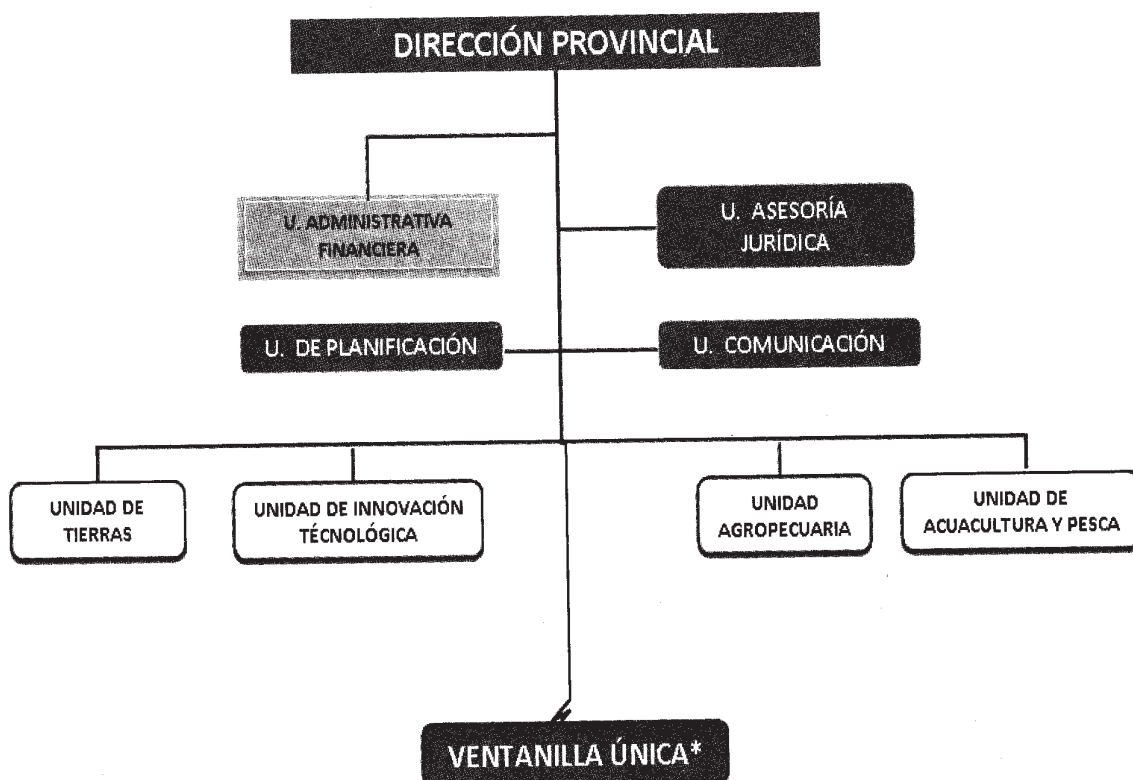 DIRECCIÓN PROVINCIAL
U. ADMINISTRATIVA
FINANCIERA
U. ASESORÍA
JURÍDICA
U. DE PLANIFICACIÓN
U. COMUNICACIÓN
UNIDAD DE
TIERRAS
UNIDAD DE INNOVACIÓN
TÉCNOLÓGICA
UNIDAD
AGROPECUARIA
UNIDAD DE
ACUACULTURA Y PESCA
VENTANILLA ÚNICA*